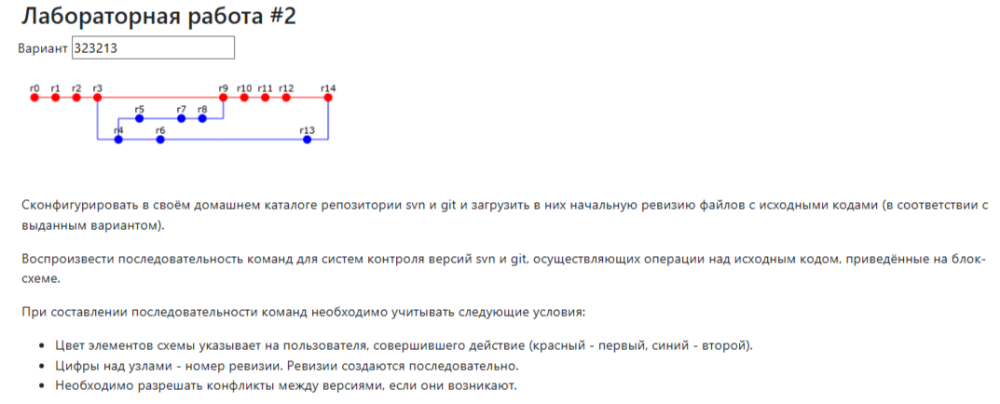 Лабораторная работа #2
Вариант 323213
r0 r1 r2 r3 r9 r10 r11 r12 r14
r5 r7 r8
r4 r6 r13
Сконфигурировать в своём домашнем каталоге репозитории svn и git и загрузить в них начальную ревизию файлов с исходными кодами (в соответствии с
выданным вариантом).
Воспроизвести последовательность команд для систем контроля версий svn и git, осуществляющих операции над исходным кодом, приведённые на блок-
схеме.
При составлении последовательности команд необходимо учитывать следующие условия:
• Цвет элементов схемы указывает на пользователя, совершившего действие (красный - первый, синий - второй).
• Цифры над узлами - номер ревизии. Ревизии создаются последовательно.
• Необходимо разрешать конфликты между версиями, если они возникают.